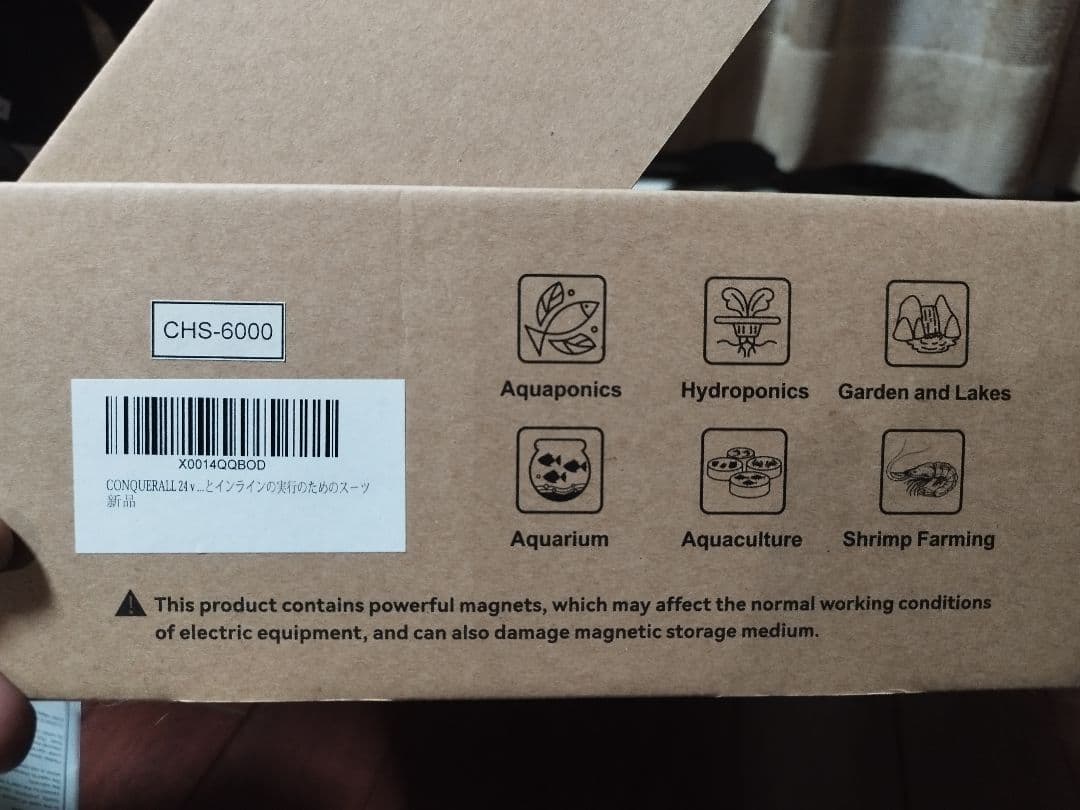 CHS-6000
X0014QQBOD
CONQUERALL 24 v...とインラインの実行のためのスーツ
新品
Aquaponics
Hydroponics
Garden and Lakes
Aquarium
Aquaculture
Shrimp Farming
This product contains powerful magnets, which may affect the normal working conditions
of electric equipment, and can also damage magnetic storage medium.